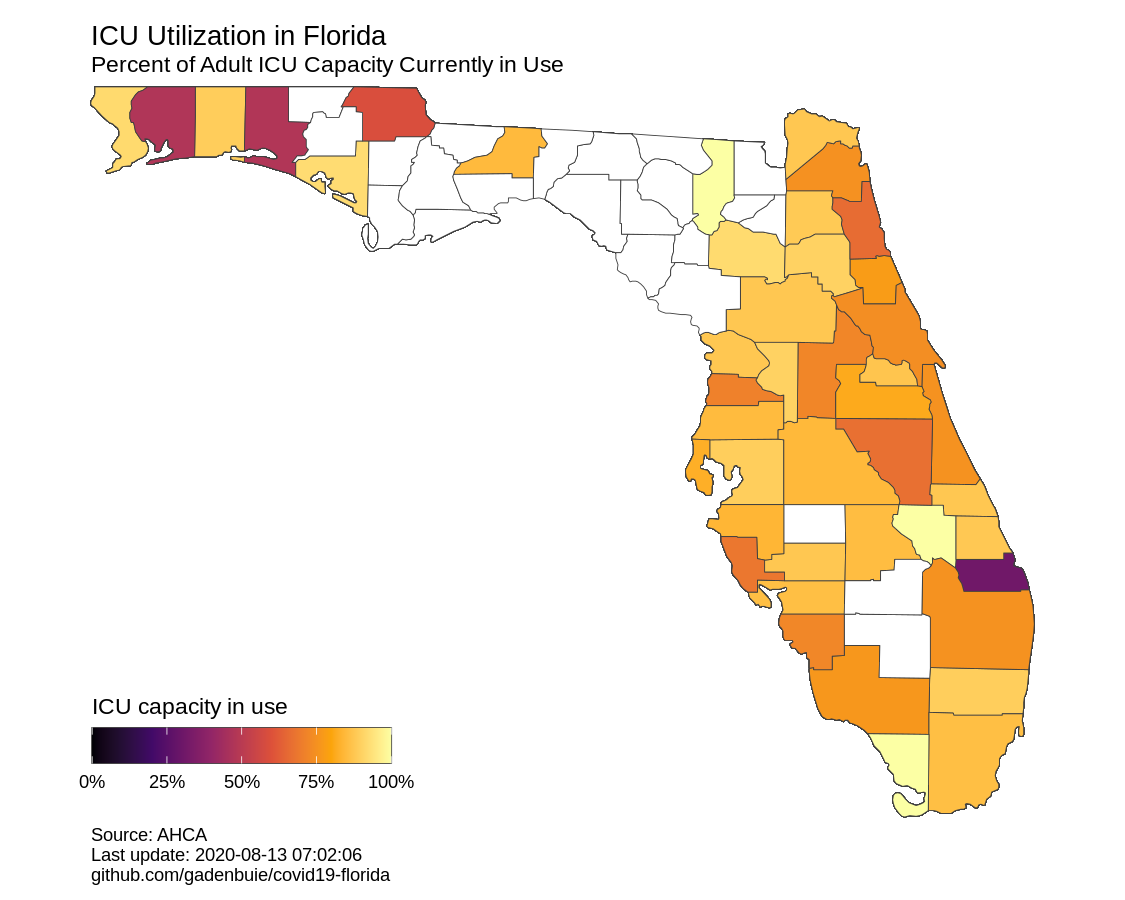 ICU Utilization in Florida
Percent of Adult ICU Capacity Currently in Use
ICU capacity in use
0% 25% 50% 75% 100%
Source: AHCA
Last update: 2020-08-13 07:02:06
github.com/gadenbuie/covid19-florida